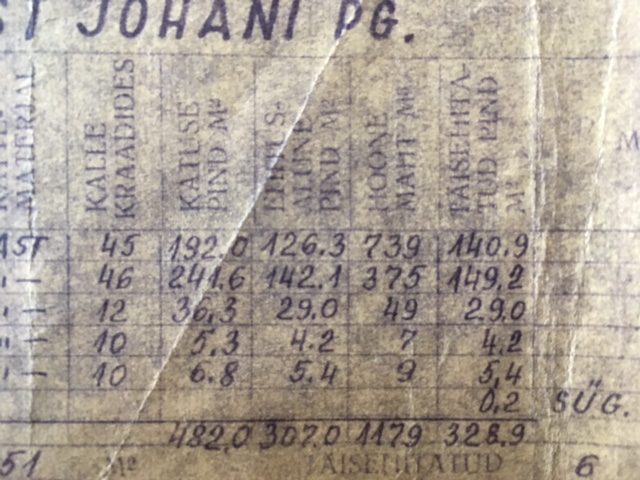 ST JOHANI PG.
MATERJAL
KALLE KRAADIDES
KATUSE PIND M²
EHITUS-ALUNE PIND M²
HOONE MAHT M³
TÄISEHITA-TUD PIND M²
M
AST 45 192.0 126.3 739 140.9
" — 46 241.6 142.1 375 149.2
" — 12 36.3 29.0 49 29.0
" — 10 5.3 4.2 7 4.2
" — 10 6.8 5.4 9 5.4
0.2 SÜG.
482.0 307.0 1179 328.9
51 M² TÄISEHITATUD 6